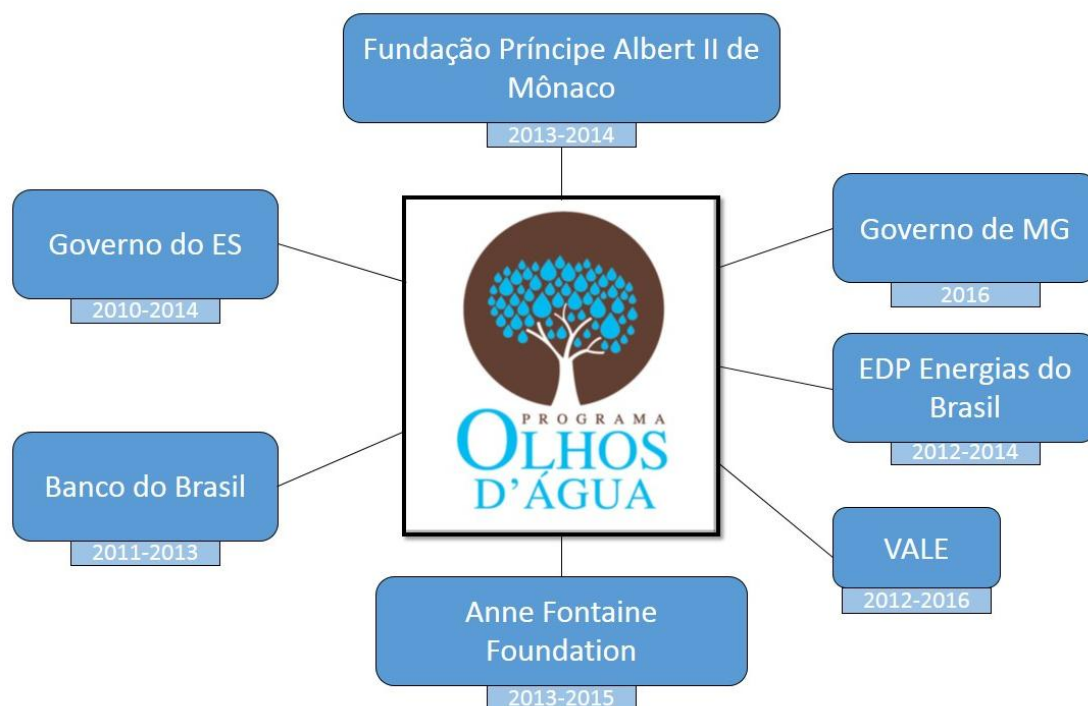 Fundação Príncipe Albert II de
Mônaco
2013-2014
Governo do ES
2010-2014
Governo de MG
2016
PROGRAMA
OLHOS
D'ÁGUA
EDP Energias do
Brasil
2012-2014
Banco do Brasil
2011-2013
VALE
2012-2016
Anne Fontaine
Foundation
2013-2015